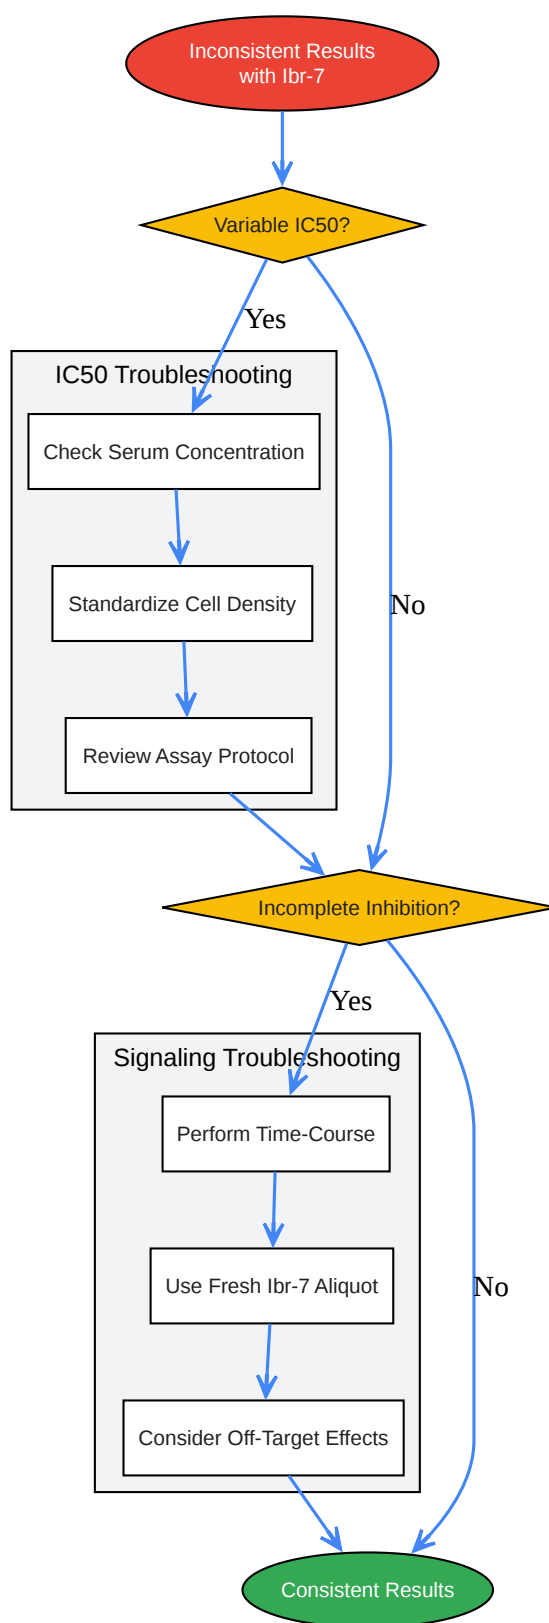 Inconsistent Results
with Ibr-7
Variable IC50?
Yes
IC50 Troubleshooting
Check Serum Concentration
Standardize Cell Density
No
Review Assay Protocol
Incomplete Inhibition?
Yes
Signaling Troubleshooting
Perform Time-Course
Use Fresh Ibr-7 Aliquot
No
Consider Off-Target Effects
Consistent Results